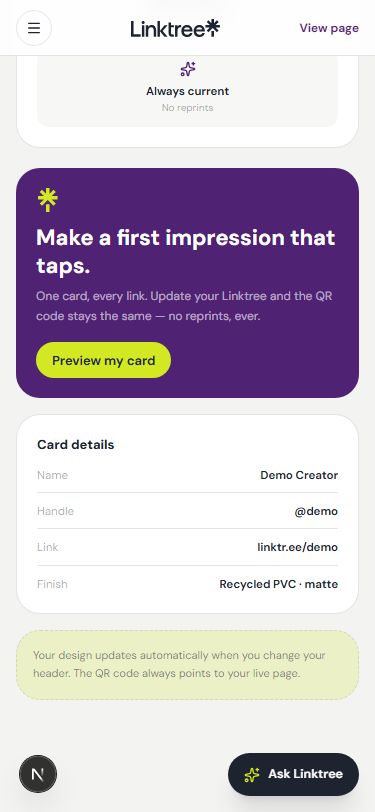 Linktree
View page
Always current
No reprints
Make a first impression that
taps.
One card, every link. Update your Linktree and the QR
code stays the same — no reprints, ever.
Preview my card
Card details
Name Demo Creator
Handle @demo
Link linktr.ee/demo
Finish Recycled PVC · matte
Your design updates automatically when you change your
header. The QR code always points to your live page.
N
Ask Linktree